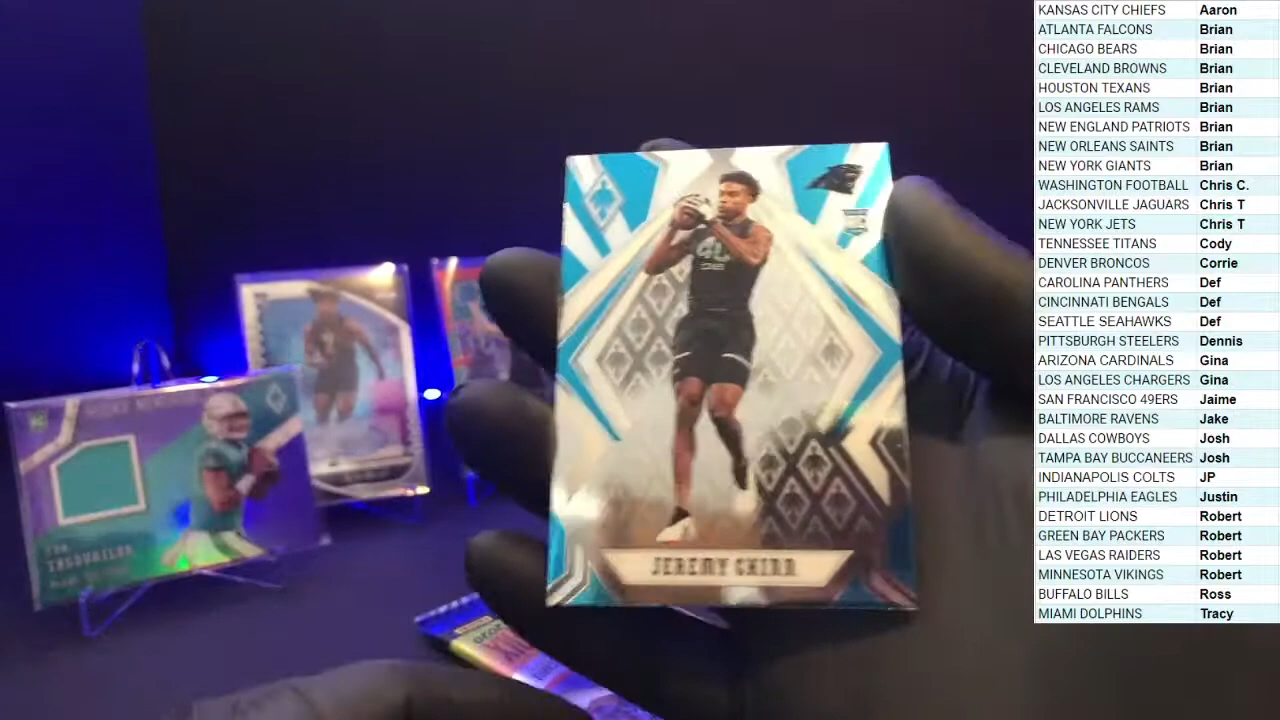 KANSAS CITY CHIEFS Aaron
ATLANTA FALCONS Brian
CHICAGO BEARS Brian
CLEVELAND BROWNS Brian
HOUSTON TEXANS Brian
LOS ANGELES RAMS Brian
NEW ENGLAND PATRIOTS Brian
NEW ORLEANS SAINTS Brian
NEW YORK GIANTS Brian
WASHINGTON FOOTBALL Chris C.
JACKSONVILLE JAGUARS Chris T
NEW YORK JETS Chris T
TENNESSEE TITANS Cody
DENVER BRONCOS Corrie
CAROLINA PANTHERS Def
CINCINNATI BENGALS Def
SEATTLE SEAHAWKS Def
PITTSBURGH STEELERS Dennis
ARIZONA CARDINALS Gina
LOS ANGELES CHARGERS Gina
SAN FRANCISCO 49ERS Jaime
BALTIMORE RAVENS Jake
DALLAS COWBOYS Josh
TAMPA BAY BUCCANEERS Josh
INDIANAPOLIS COLTS JP
PHILADELPHIA EAGLES Justin
DETROIT LIONS Robert
GREEN BAY PACKERS Robert
LAS VEGAS RAIDERS Robert
MINNESOTA VIKINGS Robert
BUFFALO BILLS Ross
MIAMI DOLPHINS Tracy
JEREMY CHINN
RC
TUA
TAGOVAILOA